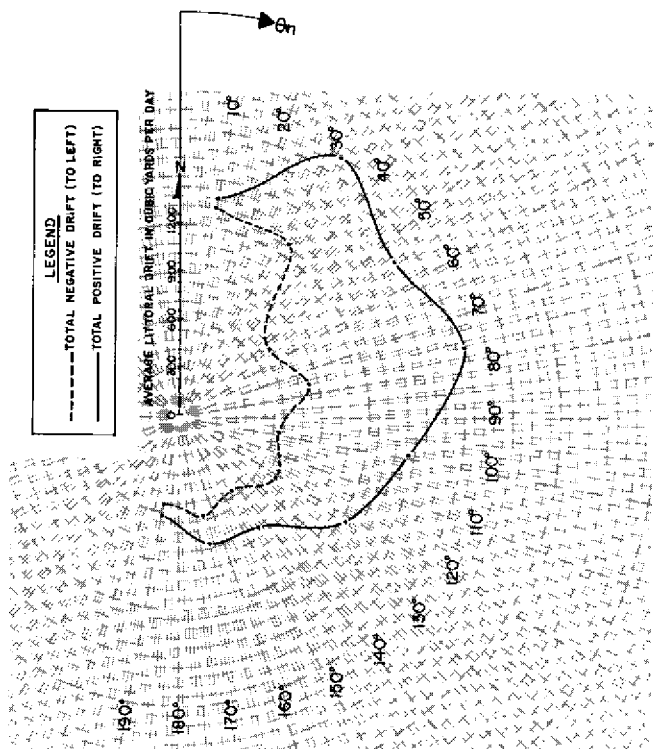 LEGEND
TOTAL NEGATIVE DRIFT (TO LEFT)
TOTAL POSITIVE DRIFT (TO RIGHT)
AVERAGE LITTORAL DRIFT IN CUBIC YARDS PER DAY
0 300 600 900 1200
N
θn
10°
20°
30°
40°
50°
60°
70°
80°
90°
100°
110°
120°
130°
140°
150°
160°
170°
180°
190°